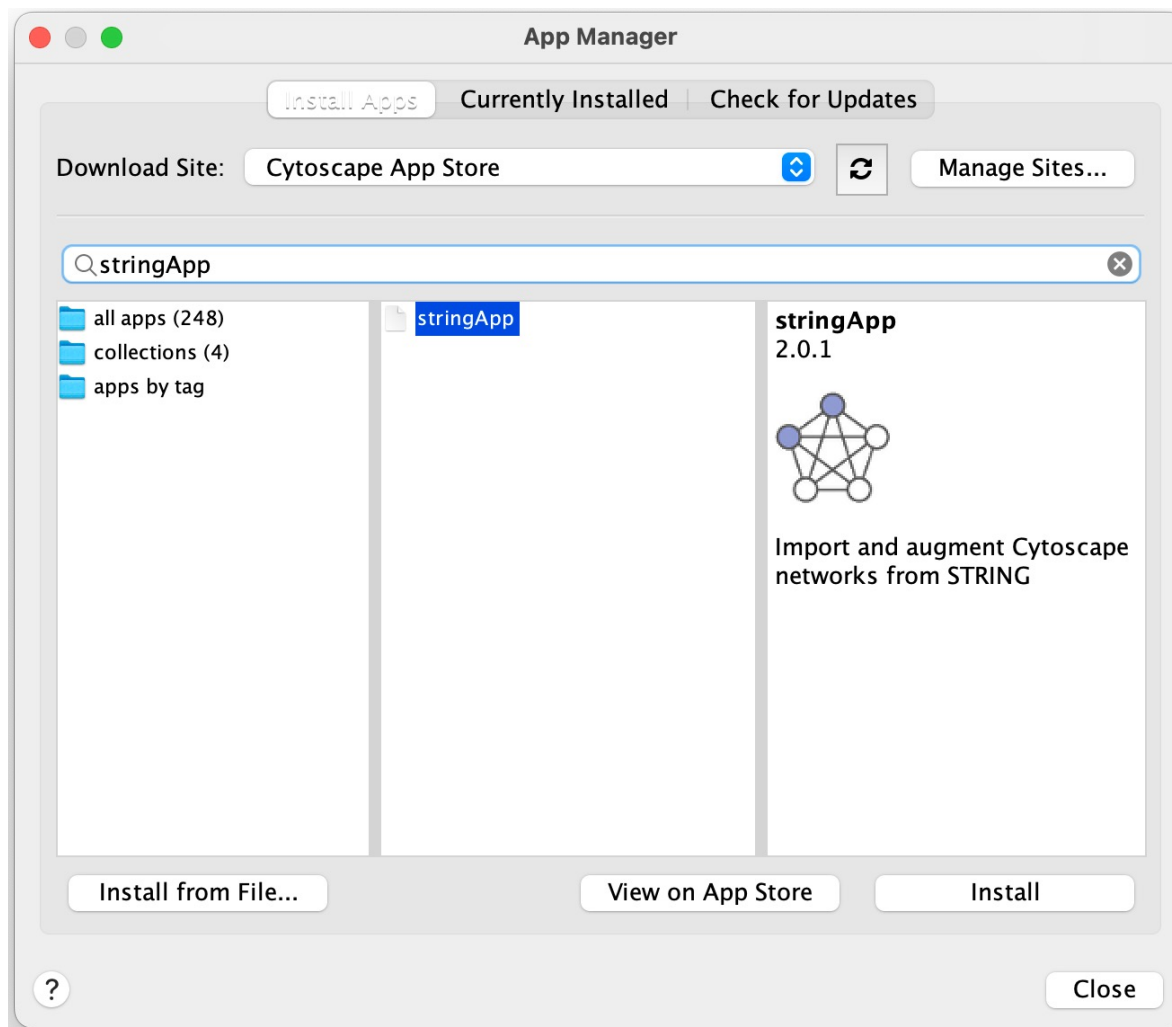 App Manager
Install Apps Currently Installed Check for Updates
Download Site: Cytoscape App Store Manage Sites...
stringApp
all apps (248)
collections (4)
apps by tag
stringApp
stringApp
2.0.1
Import and augment Cytoscape
networks from STRING
Install from File... View on App Store Install
? Close